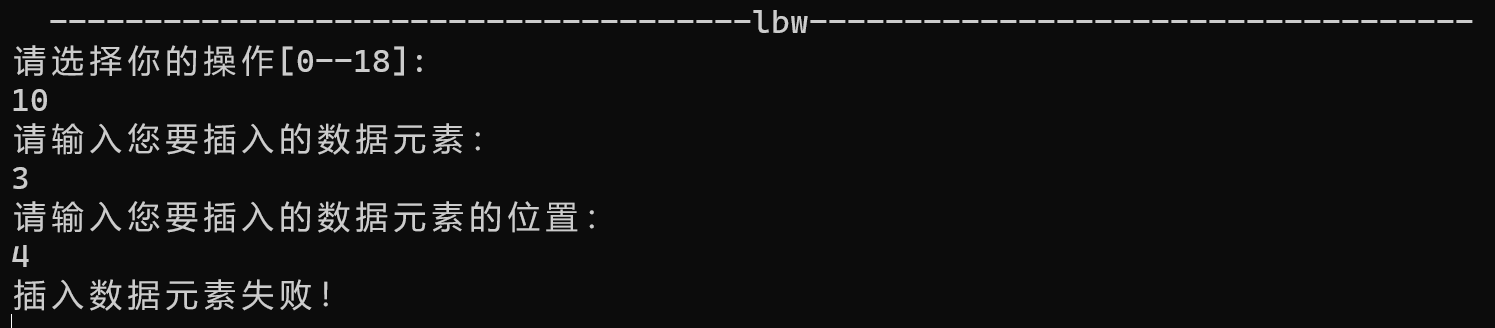 -------------------------------------lbw-----------------------------------
请选择你的操作[0--18]:
10
请输入您要插入的数据元素:
3
请输入您要插入的数据元素的位置:
4
插入数据元素失败!